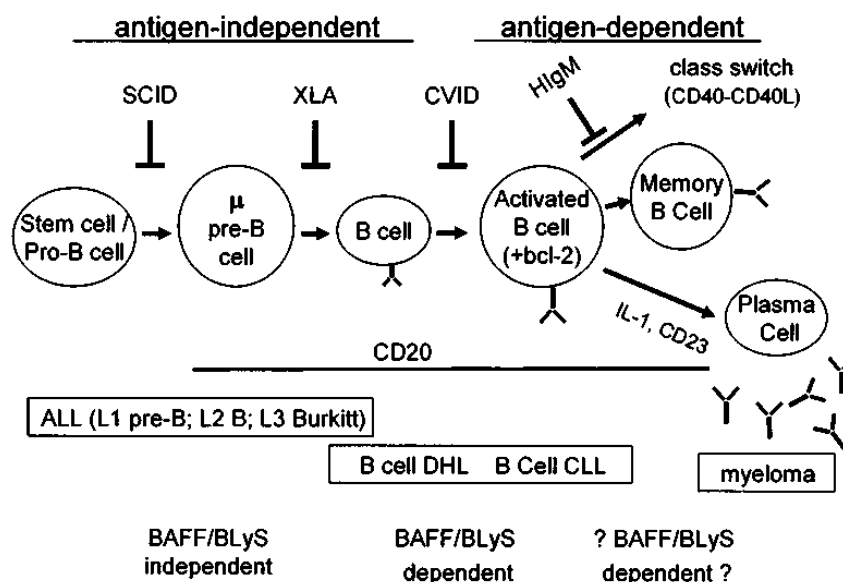 antigen-independent
antigen-dependent
SCID
XLA
CVID
HIgM
class switch
(CD40-CD40L)
Stem cell /
Pro-B cell
μ
pre-B
cell
B cell
Activated
B cell
(+bcl-2)
Memory
B Cell
IL-1, CD23
Plasma
Cell
CD20
ALL (L1 pre-B; L2 B; L3 Burkitt)
B cell DHL B Cell CLL
myeloma
BAFF/BLyS
independent
BAFF/BLyS
dependent
? BAFF/BLyS
dependent ?